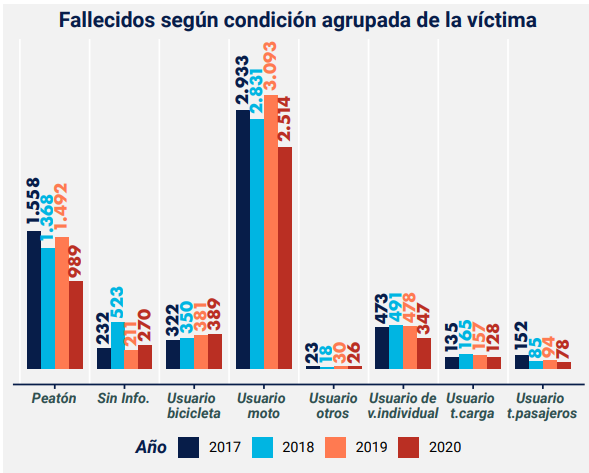 Fallecidos según condición agrupada de la víctima
1.558 1.368 1.492 989
232 523 211 270
322 350 381 389
2.933 2.831 3.093 2.514
23 18 30 26
473 491 478 347
135 165 157 128
152 85 94 78
Peatón Sin Info. Usuario Usuario Usuario Usuario de Usuario Usuario
bicicleta moto otros v.individual t.carga t.pasajeros
Año 2017 2018 2019 2020